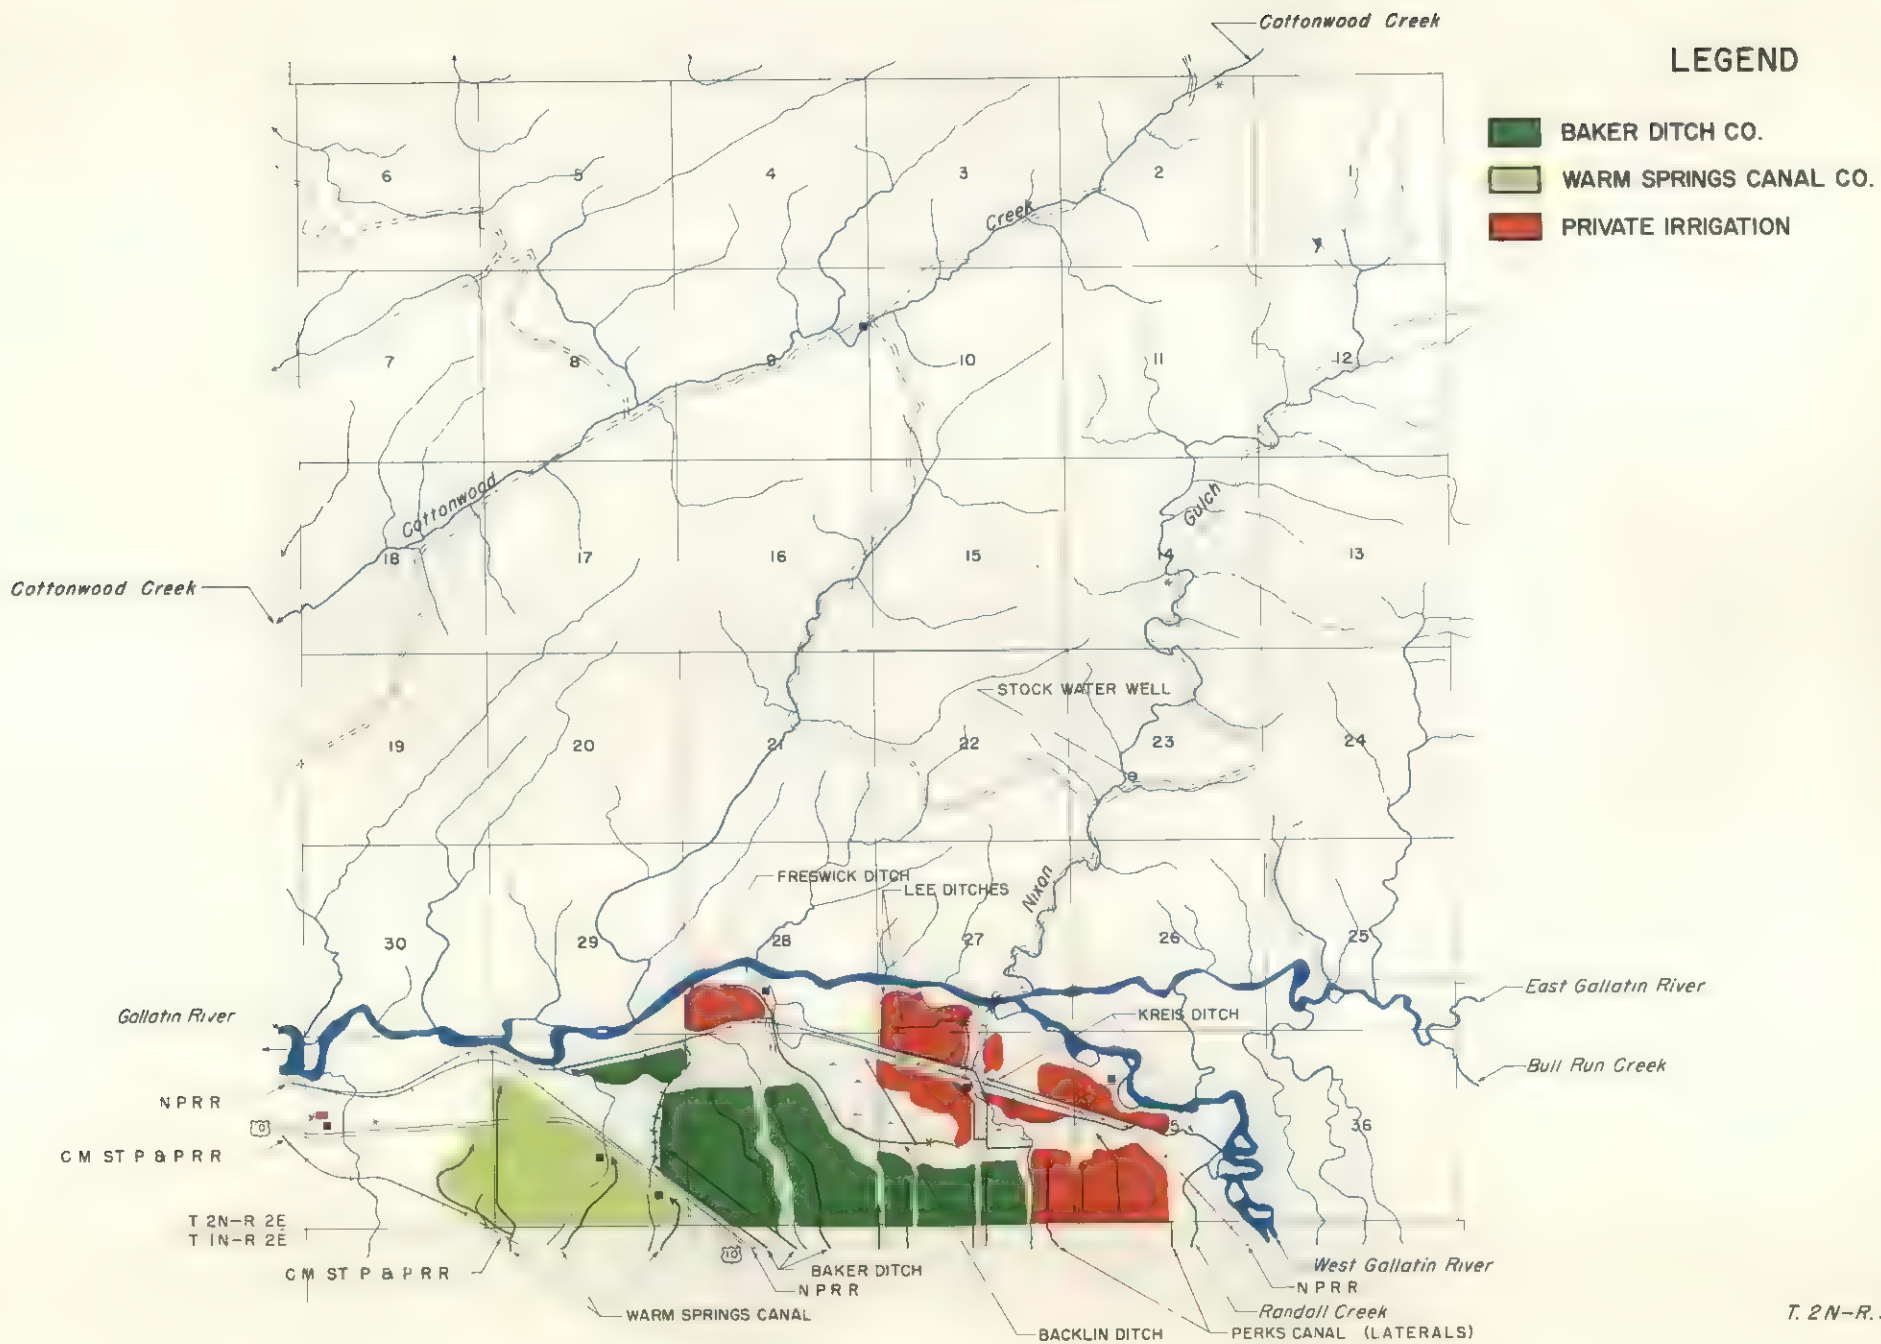 Cottonwood Creek
LEGEND
BAKER DITCH CO.
WARM SPRINGS CANAL CO.
PRIVATE IRRIGATION
6 5 4 3 2 1
Creek
7 8 9 10 11 12
Cottonwood
Gulch
18 17 16 15 14 13
Cottonwood Creek
STOCK WATER WELL
19 20 21 22 23 24
FRESWICK DITCH
LEE DITCHES
Nixon
30 29 28 27 26 25
East Gallatin River
Gallatin River
KREIS DITCH
Bull Run Creek
N P R R
10
36
C M ST P & P R R
T 2N-R 2E
T 1N-R 2E
10
C M ST P & P R R
BAKER DITCH
N P R R
West Gallatin River
N P R R
WARM SPRINGS CANAL
Randall Creek
BACKLIN DITCH
PERKS CANAL (LATERALS)
T. 2N-R.